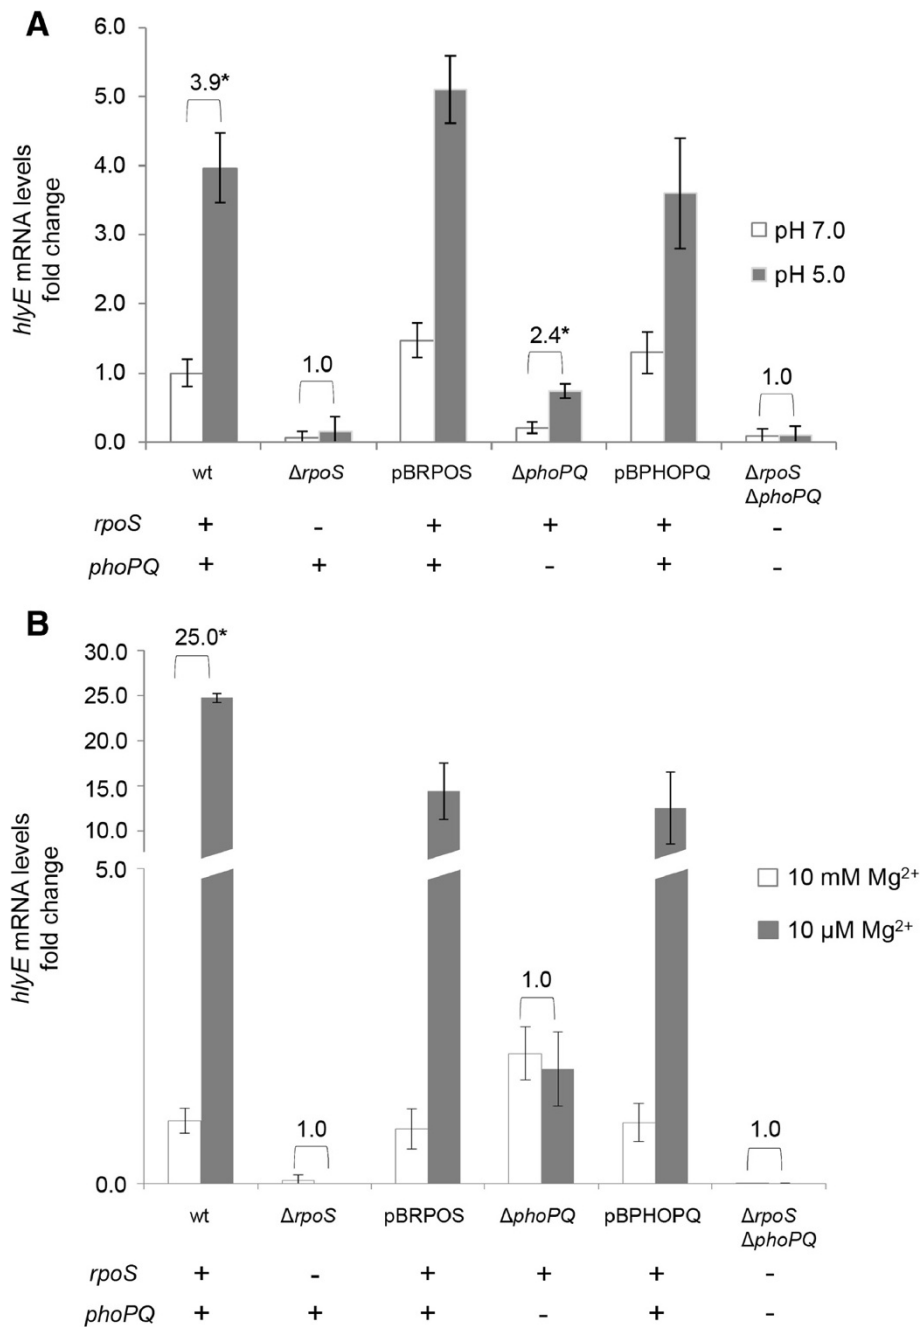 A
6.0
5.0
4.0
3.0
2.0
1.0
0.0
hlyE mRNA levels
fold change
3.9*
1.0
2.4*
1.0
pH 7.0
pH 5.0
wt ΔrpoS pBRPOS ΔphoPQ pBPHOPQ ΔrpoS
ΔphoPQ
rpoS + - + + + -
phoPQ + + + - + -
B
30.0
25.0
20.0
15.0
10.0
5.0
0.0
hlyE mRNA levels
fold change
25.0*
1.0
1.0
1.0
10 mM Mg²⁺
10 µM Mg²⁺
wt ΔrpoS pBRPOS ΔphoPQ pBPHOPQ ΔrpoS
ΔphoPQ
rpoS + - + + + -
phoPQ + + + - + -